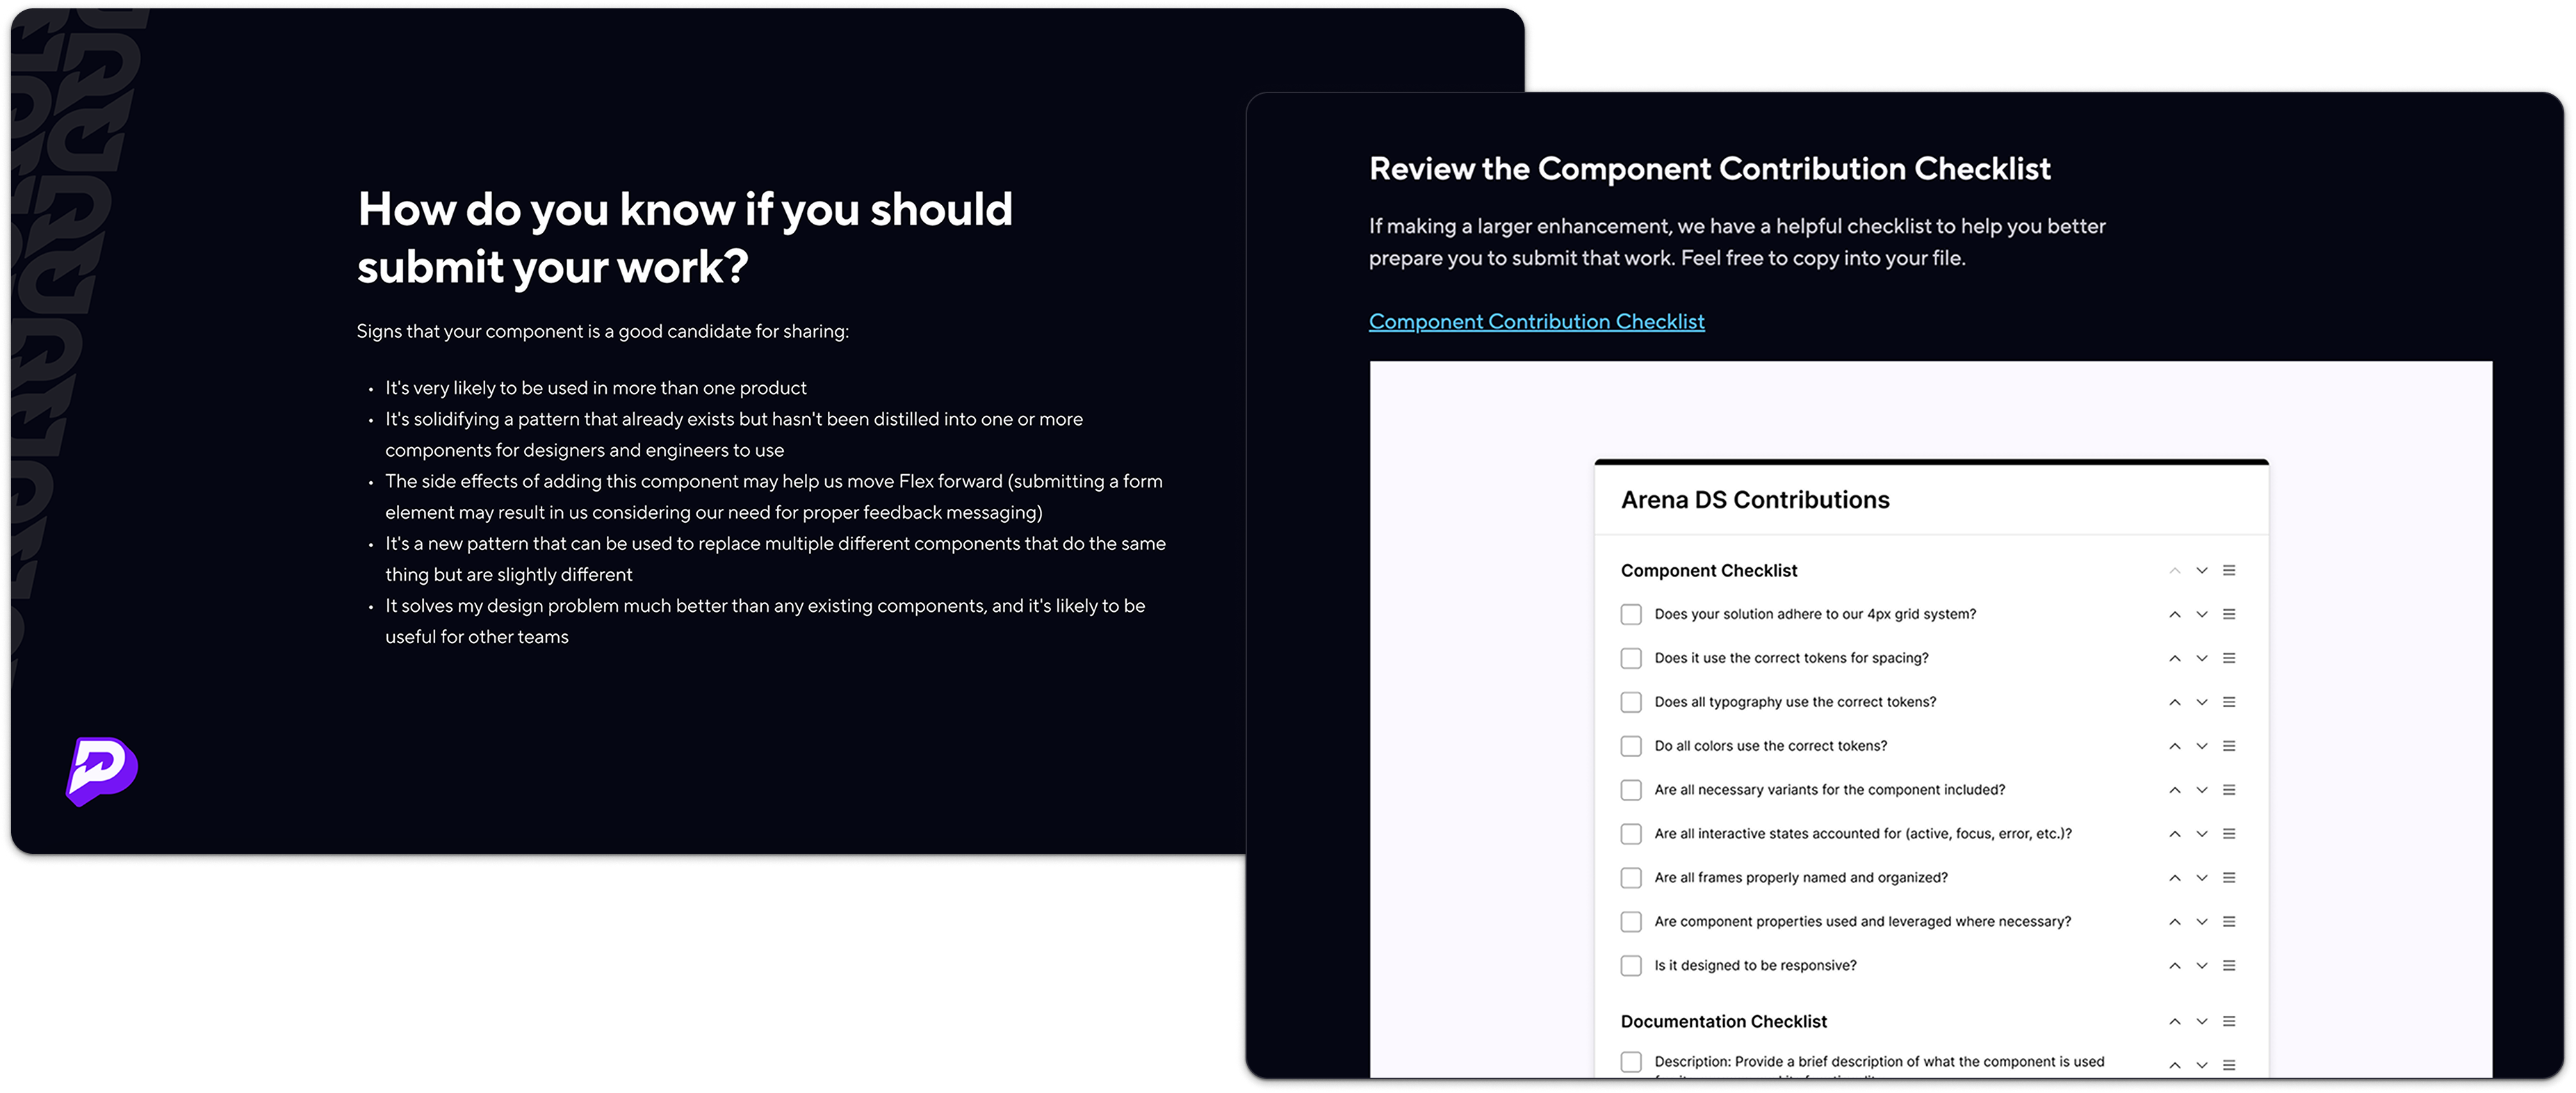 How do you know if you should
submit your work?
Signs that your component is a good candidate for sharing:
• It's very likely to be used in more than one product
• It's solidifying a pattern that already exists but hasn't been distilled into one or more
components for designers and engineers to use
• The side effects of adding this component may help us move Flex forward (submitting a form
element may result in us considering our need for proper feedback messaging)
• It's a new pattern that can be used to replace multiple different components that do the same
thing but are slightly different
• It solves my design problem much better than any existing components, and it's likely to be
useful for other teams
Review the Component Contribution Checklist
If making a larger enhancement, we have a helpful checklist to help you better
prepare you to submit that work. Feel free to copy into your file.
Component Contribution Checklist
Arena DS Contributions
Component Checklist
Does your solution adhere to our 4px grid system?
Does it use the correct tokens for spacing?
Does all typography use the correct tokens?
Do all colors use the correct tokens?
Are all necessary variants for the component included?
Are all interactive states accounted for (active, focus, error, etc.)?
Are all frames properly named and organized?
Are component properties used and leveraged where necessary?
Is it designed to be responsive?
Documentation Checklist
Description: Provide a brief description of what the component is used